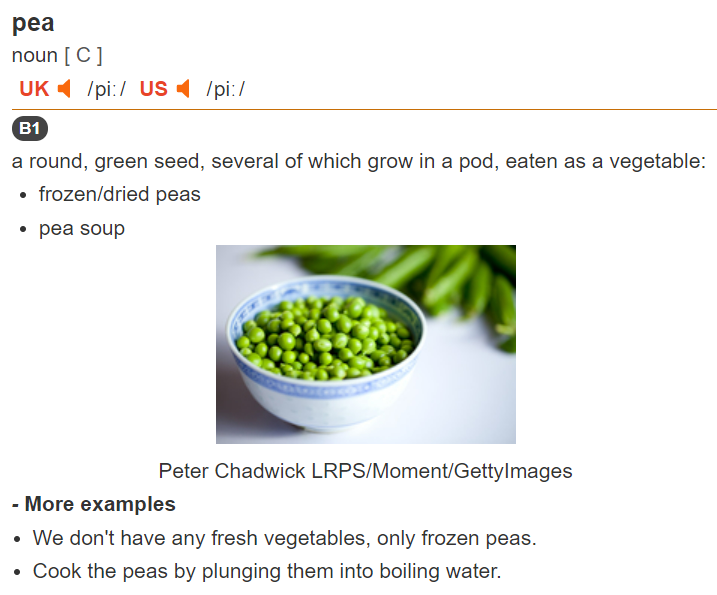 pea
noun [ C ]
UK /piː/ US /piː/
B1
a round, green seed, several of which grow in a pod, eaten as a vegetable:
• frozen/dried peas
• pea soup
Peter Chadwick LRPS/Moment/GettyImages
- More examples
• We don't have any fresh vegetables, only frozen peas.
• Cook the peas by plunging them into boiling water.